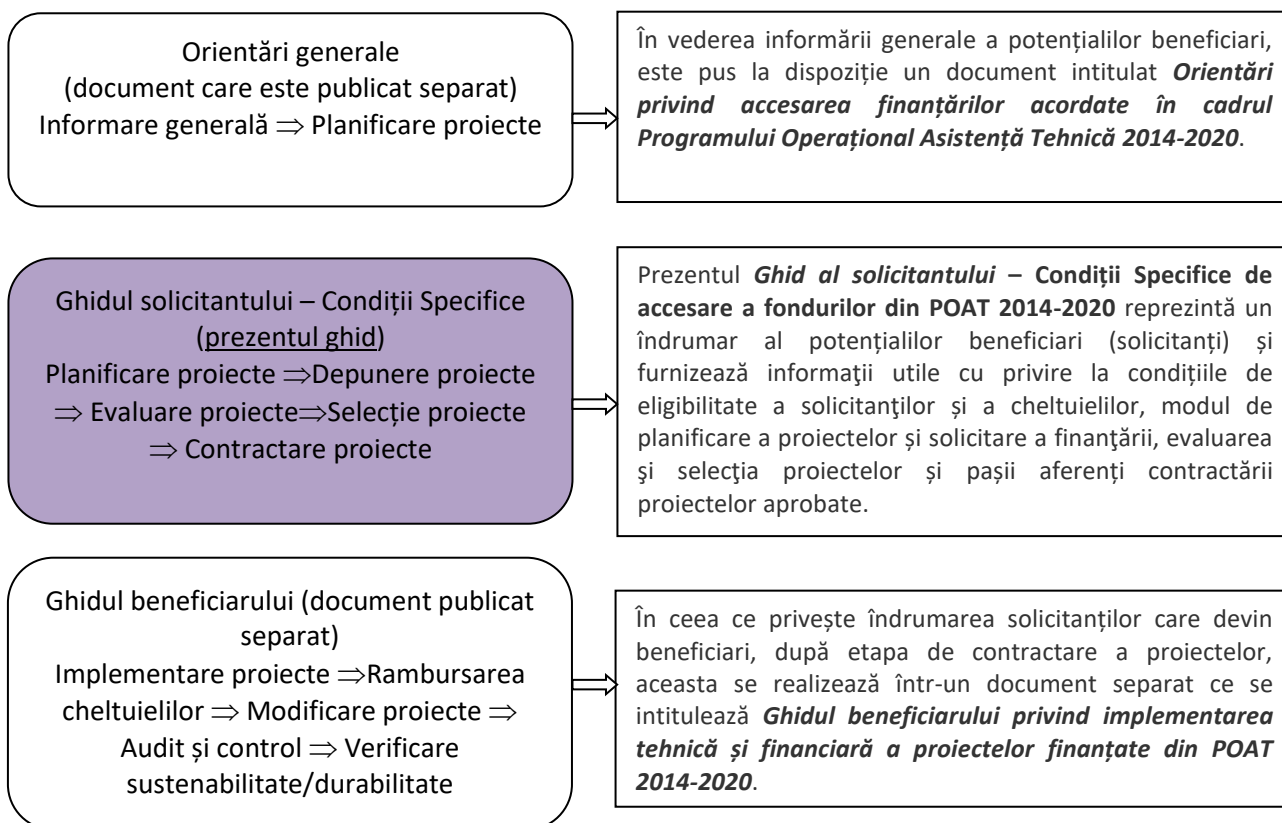 Orientări generale
(document care este publicat separat)
Informare generală ⇒ Planificare proiecte
În vederea informării generale a potențialilor beneficiari,
este pus la dispoziție un document intitulat Orientări
privind accesarea finanțărilor acordate în cadrul
Programului Operațional Asistență Tehnică 2014-2020.
Ghidul solicitantului – Condiții Specifice
(prezentul ghid)
Planificare proiecte ⇒Depunere proiecte
⇒ Evaluare proiecte⇒Selecție proiecte
⇒ Contractare proiecte
Prezentul Ghid al solicitantului – Condiții Specifice de
accesare a fondurilor din POAT 2014-2020 reprezintă un
îndrumar al potențialilor beneficiari (solicitanți) și
furnizează informaţii utile cu privire la condițiile de
eligibilitate a solicitanţilor și a cheltuielilor, modul de
planificare a proiectelor și solicitare a finanţării, evaluarea
şi selecţia proiectelor și pașii aferenți contractării
proiectelor aprobate.
Ghidul beneficiarului (document publicat
separat)
Implementare proiecte ⇒Rambursarea
cheltuielilor ⇒ Modificare proiecte ⇒
Audit și control ⇒ Verificare
sustenabilitate/durabilitate
În ceea ce privește îndrumarea solicitanților care devin
beneficiari, după etapa de contractare a proiectelor,
aceasta se realizează într-un document separat ce se
intitulează Ghidul beneficiarului privind implementarea
tehnică și financiară a proiectelor finanțate din POAT
2014-2020.